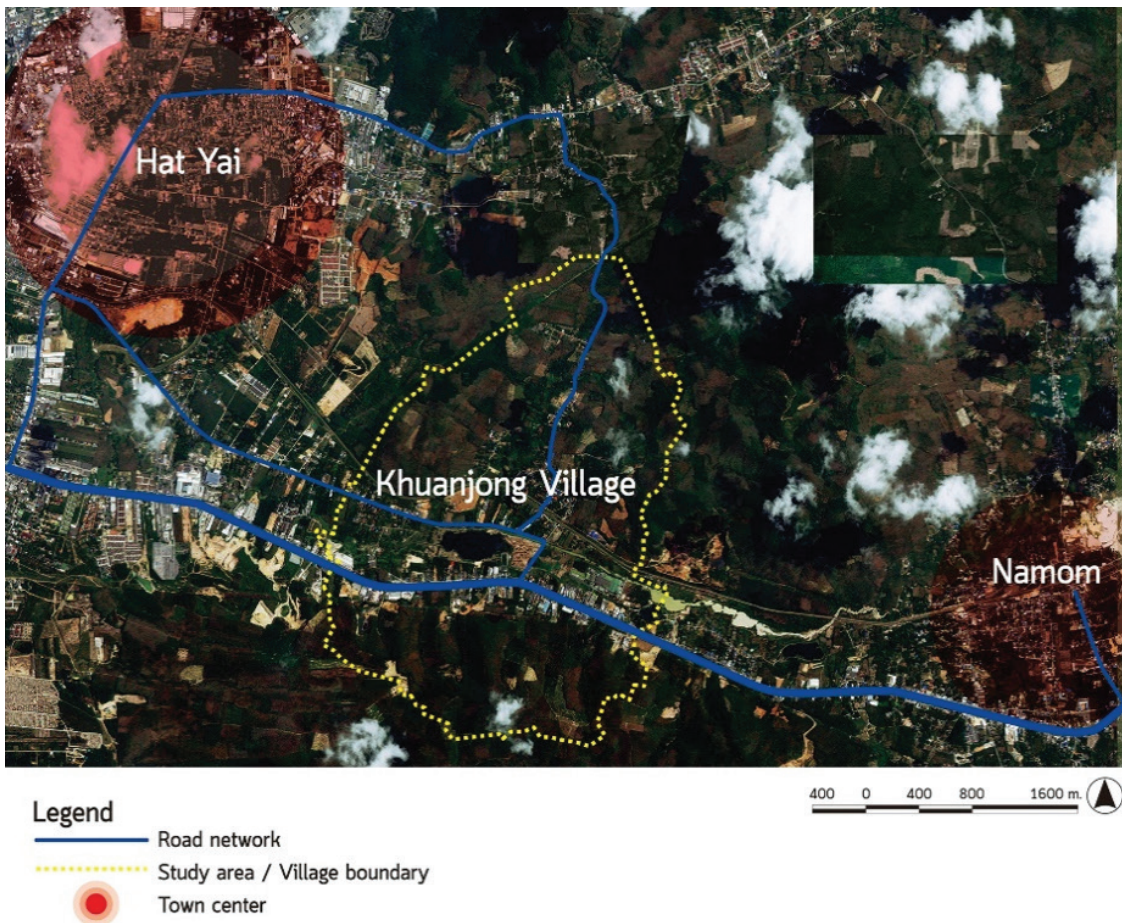 Hat Yai
Khuanjong Village
Namom
400 0 400 800 1600 m.
Legend
Road network
Study area / Village boundary
Town center